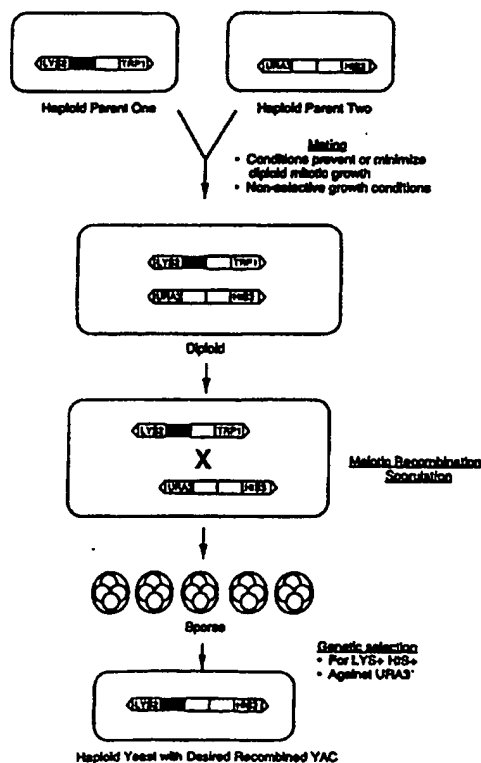 LYS2 TRP1
URA3 HIS3
Haploid Parent One
Haploid Parent Two
Mating
• Conditions prevent or minimize
diploid mitotic growth
• Non-selective growth conditions
LYS2 TRP1
URA3 HIS3
Diploid
LYS2 TRP1
X
URA3 HIS3
Meiotic Recombination
Sporulation
Spores
Genetic selection
• For LYS+ HIS+
• Against URA3+
LYS2 HIS3
Haploid Yeast with Desired Recombined YAC